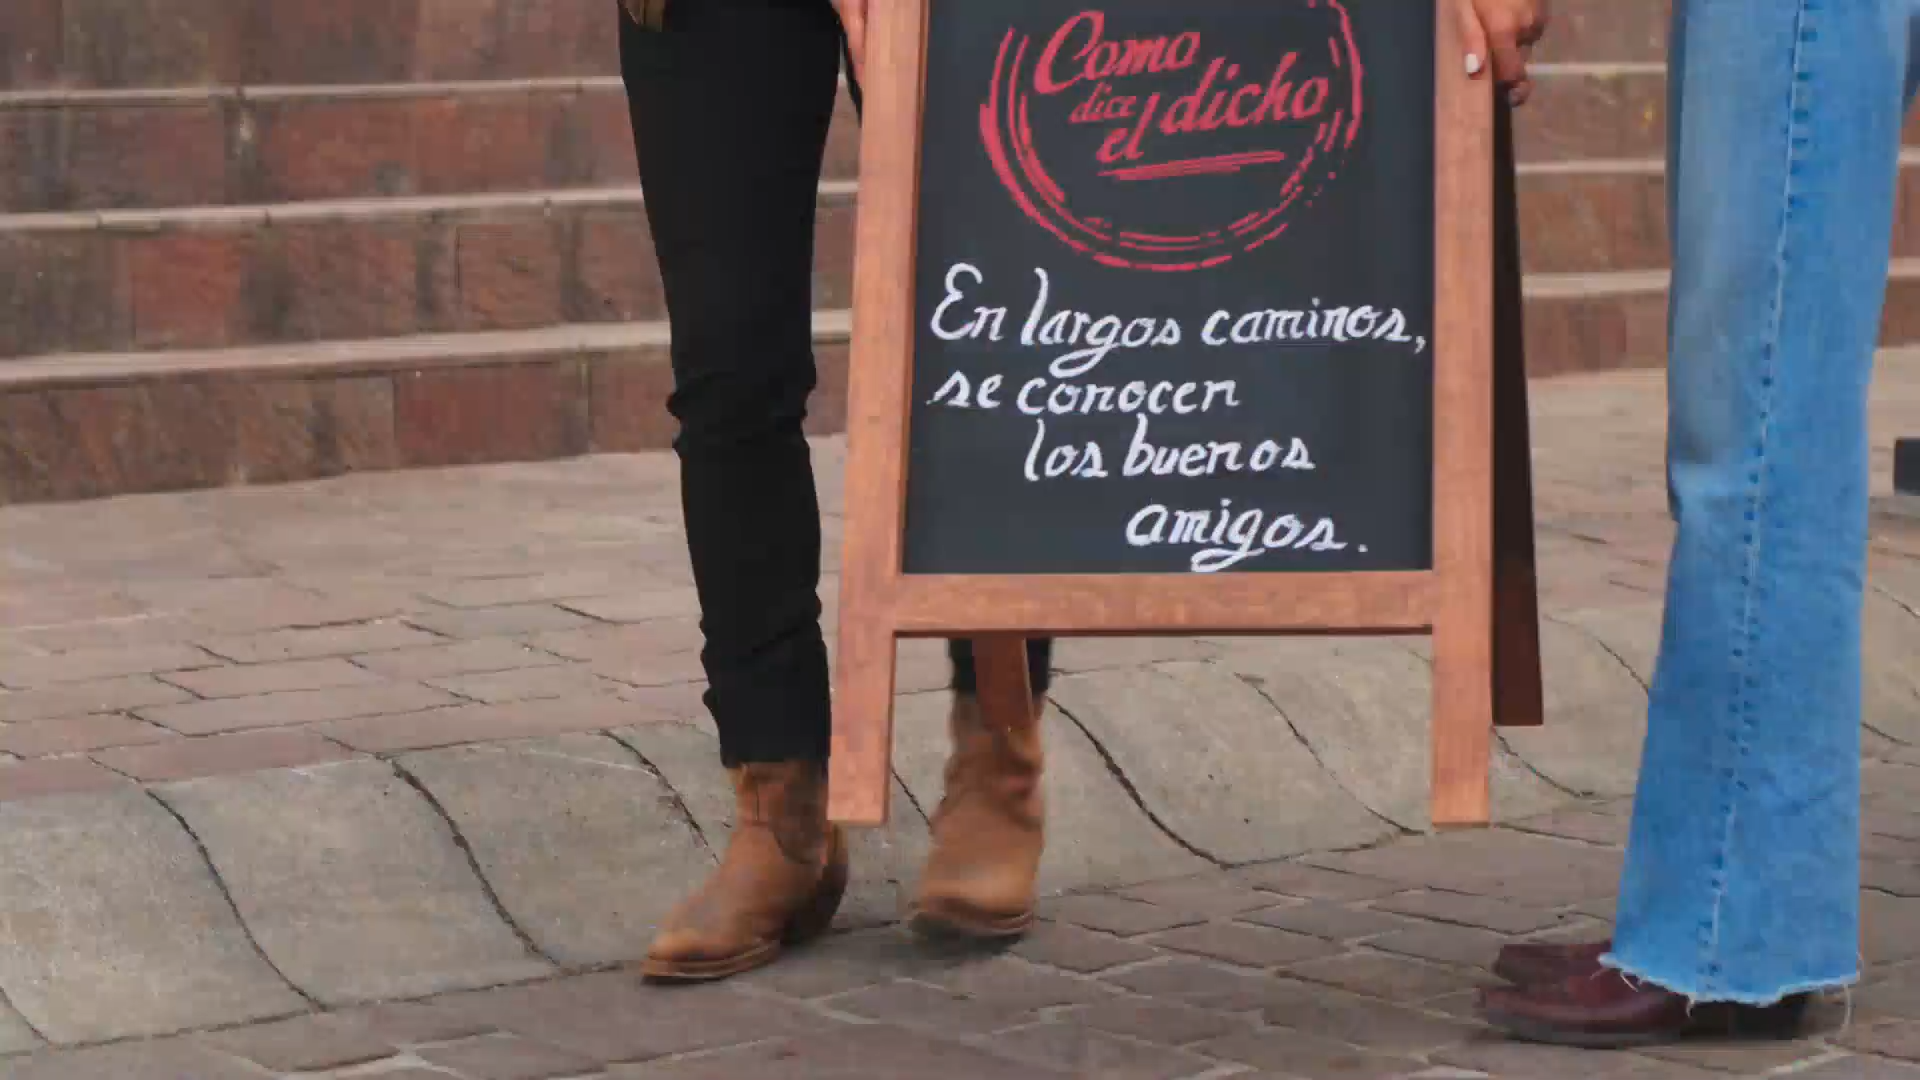 Como
dice
el dicho
En largos caminos,
se conocen
los buenos
amigos.